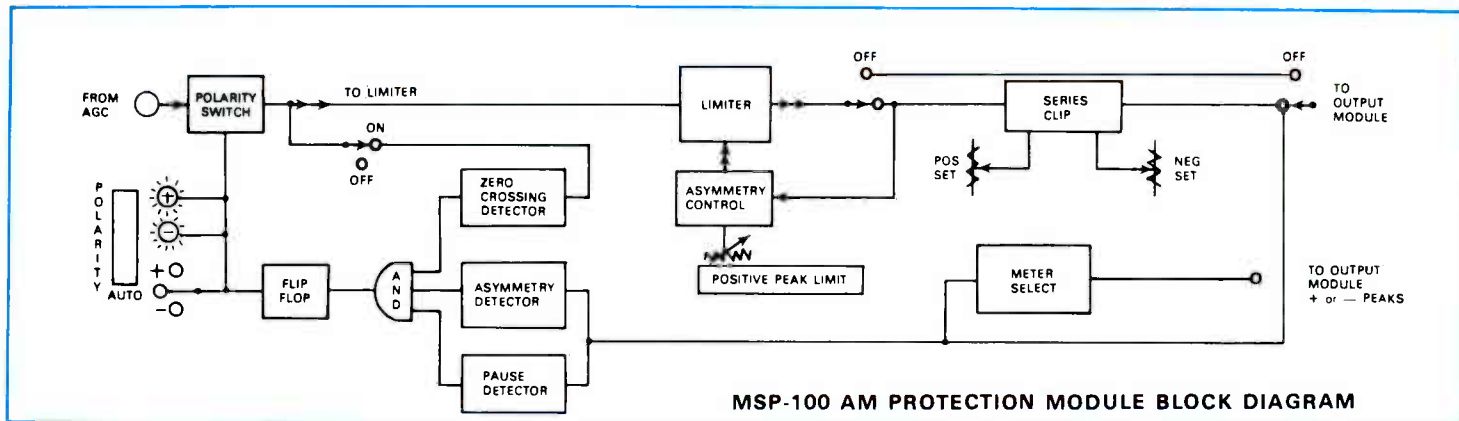 OFF
OFF
FROM
AGC
POLARITY
SWITCH
TO LIMITER
LIMITER
SERIES
CLIP
TO
OUTPUT
MODULE
ON
OFF
POS
SET
NEG
SET
POLARITY
+
−
+
AUTO
−
ZERO
CROSSING
DETECTOR
ASYMMETRY
CONTROL
POSITIVE PEAK LIMIT
FLIP
FLOP
AND
ASYMMETRY
DETECTOR
METER
SELECT
TO OUTPUT
MODULE
+ or — PEAKS
PAUSE
DETECTOR
MSP-100 AM PROTECTION MODULE BLOCK DIAGRAM